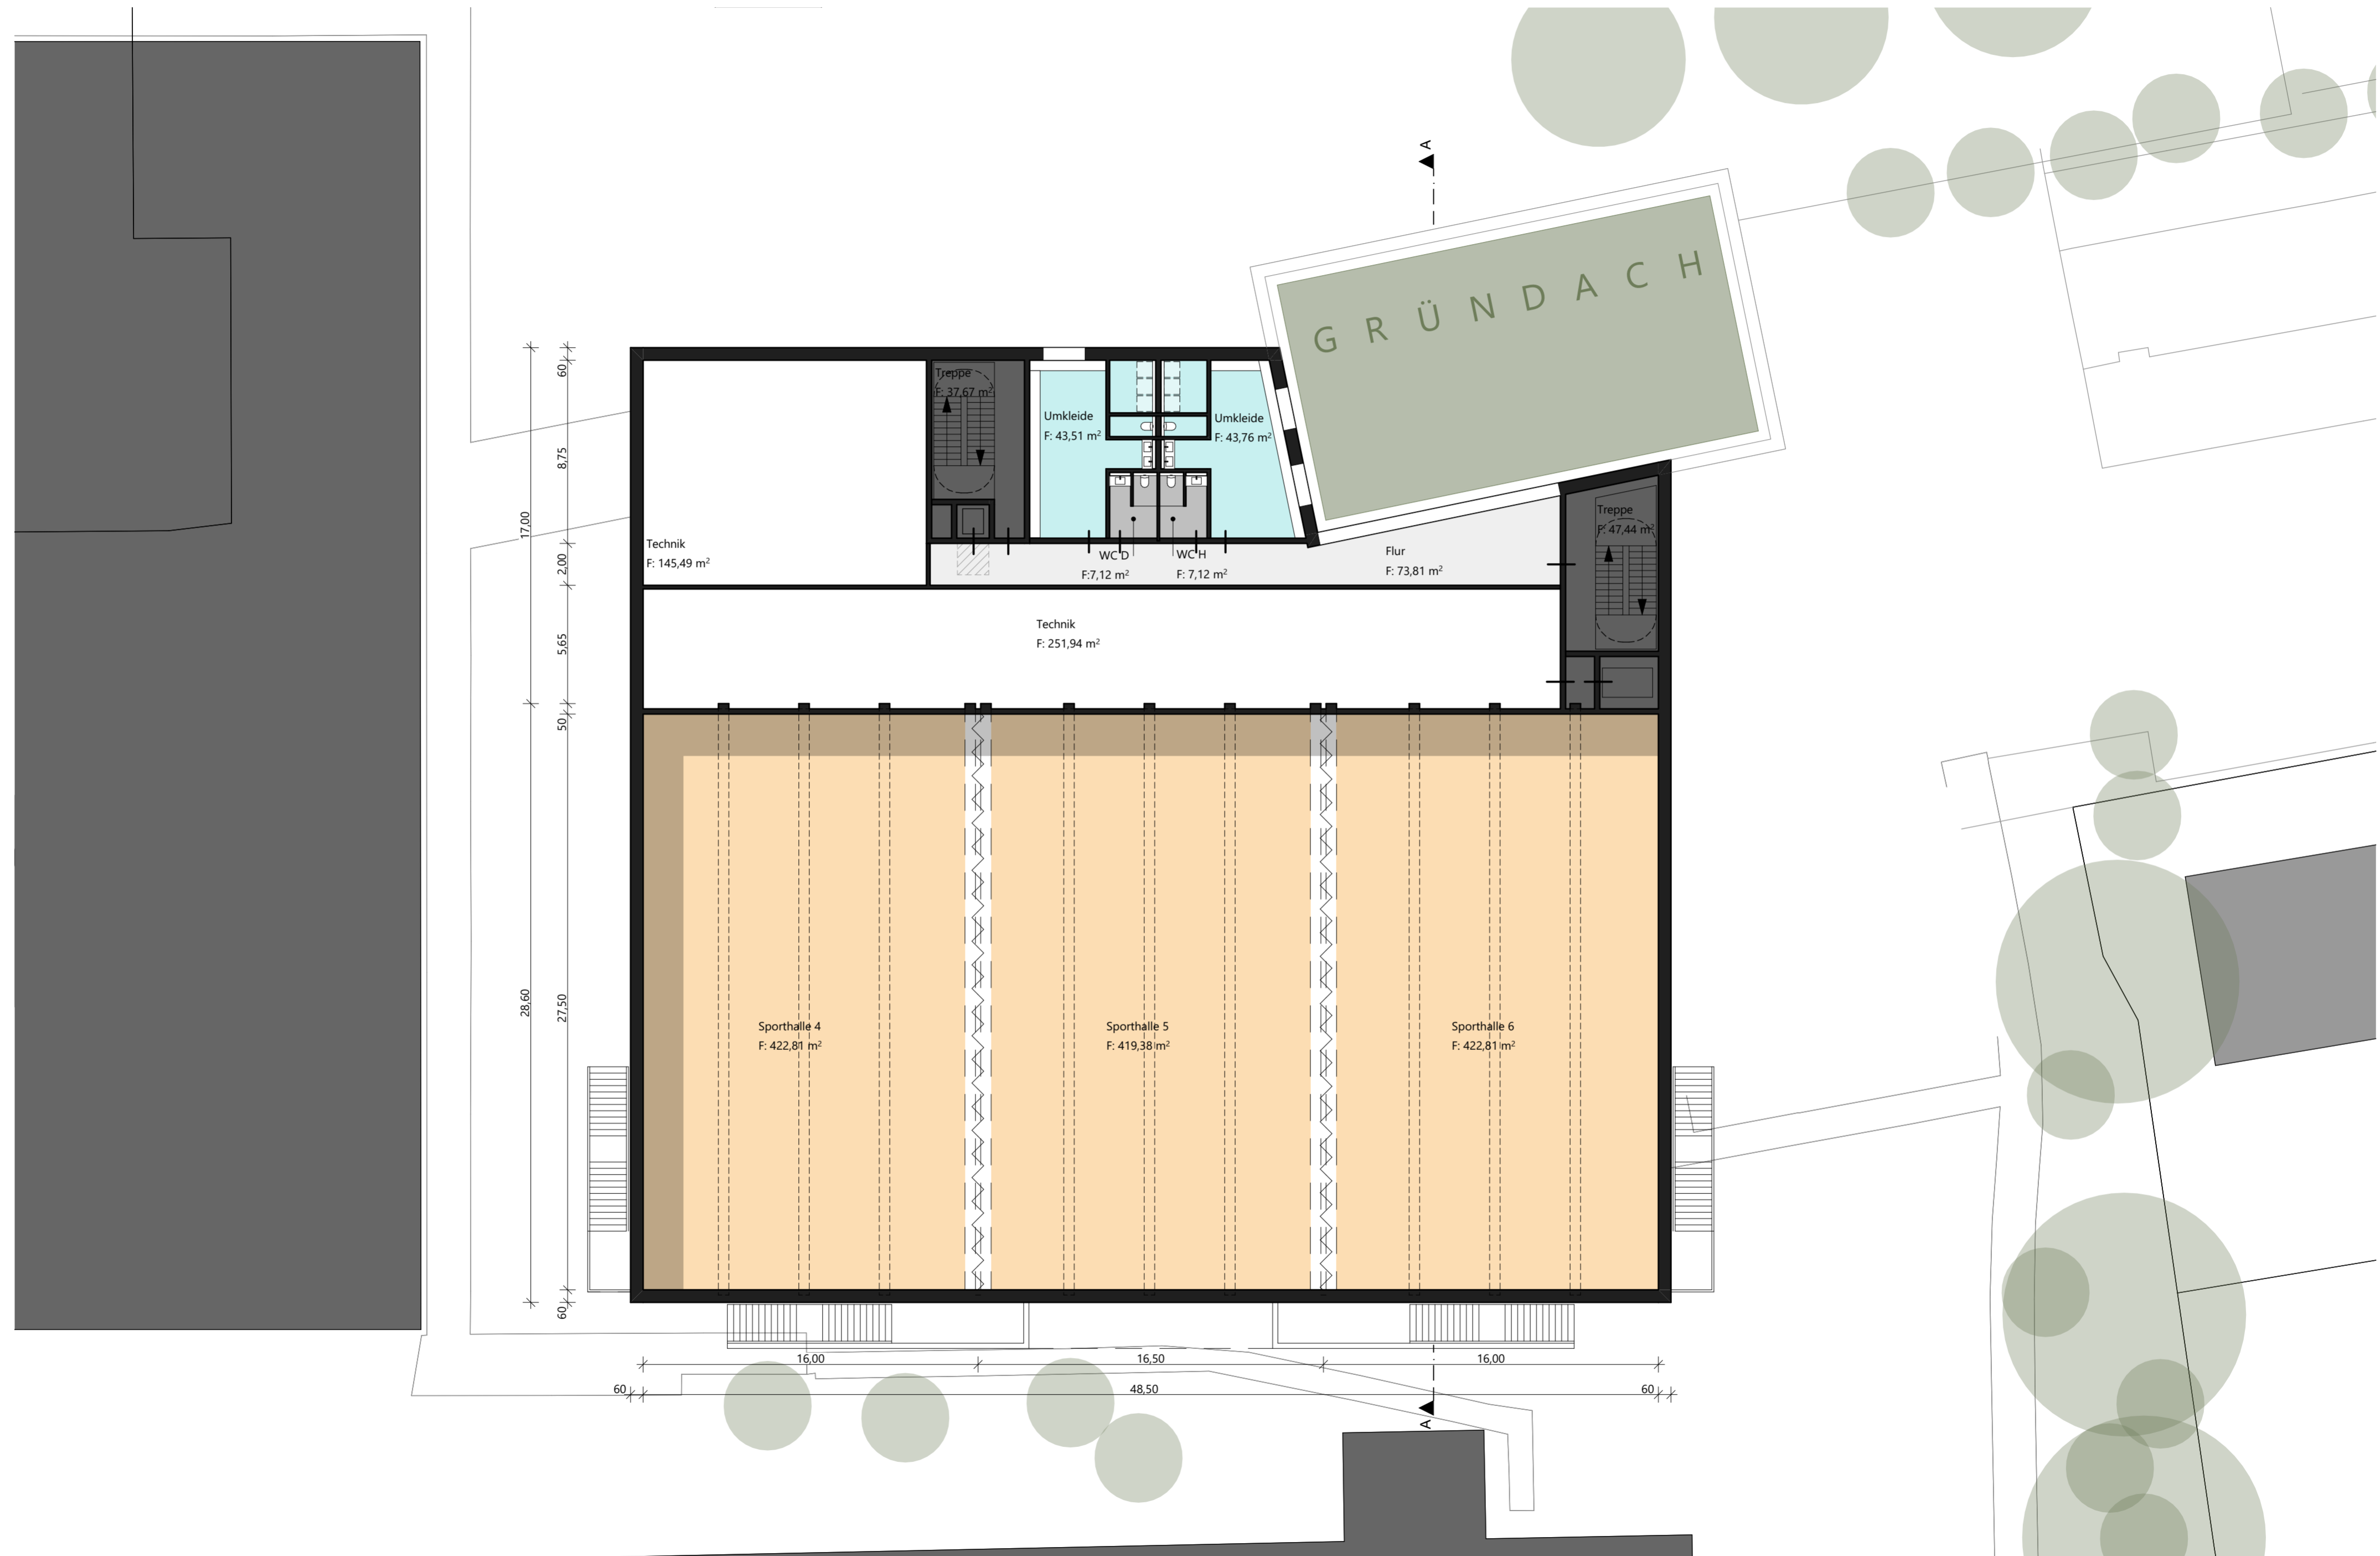 A
GRÜNDACH
Treppe
F: 37,67 m²
Umkleide
F: 43,51 m²
Umkleide
F: 43,76 m²
Treppe
F: 47,44 m²
Technik
F: 145,49 m²
WC D
F:7,12 m²
WC H
F: 7,12 m²
Flur
F: 73,81 m²
Technik
F: 251,94 m²
Sporthalle 4
F: 422,81 m²
Sporthalle 5
F: 419,38 m²
Sporthalle 6
F: 422,81 m²
17,00
28,60
60
8,75
2,00
5,65
50
27,50
60
16,00
16,50
16,00
60
48,50
60
A